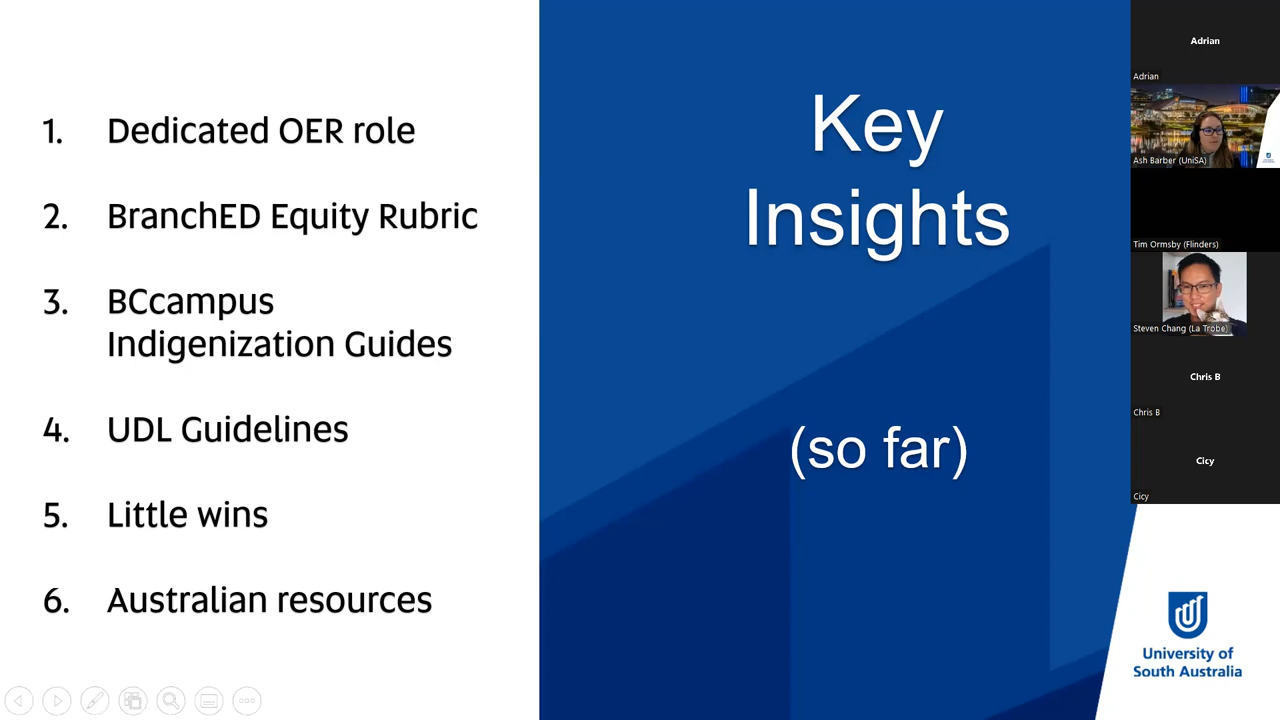 1. Dedicated OER role
2. BranchED Equity Rubric
3. BCcampus
Indigenization Guides
4. UDL Guidelines
5. Little wins
6. Australian resources
Key
Insights
(so far)
Adrian
Adrian
Ash Barber (UniSA)
Tim Ormsby (Flinders)
Steven Chang (La Trobe)
Chris B
Chris B
Cicy
Cicy
University of
South Australia